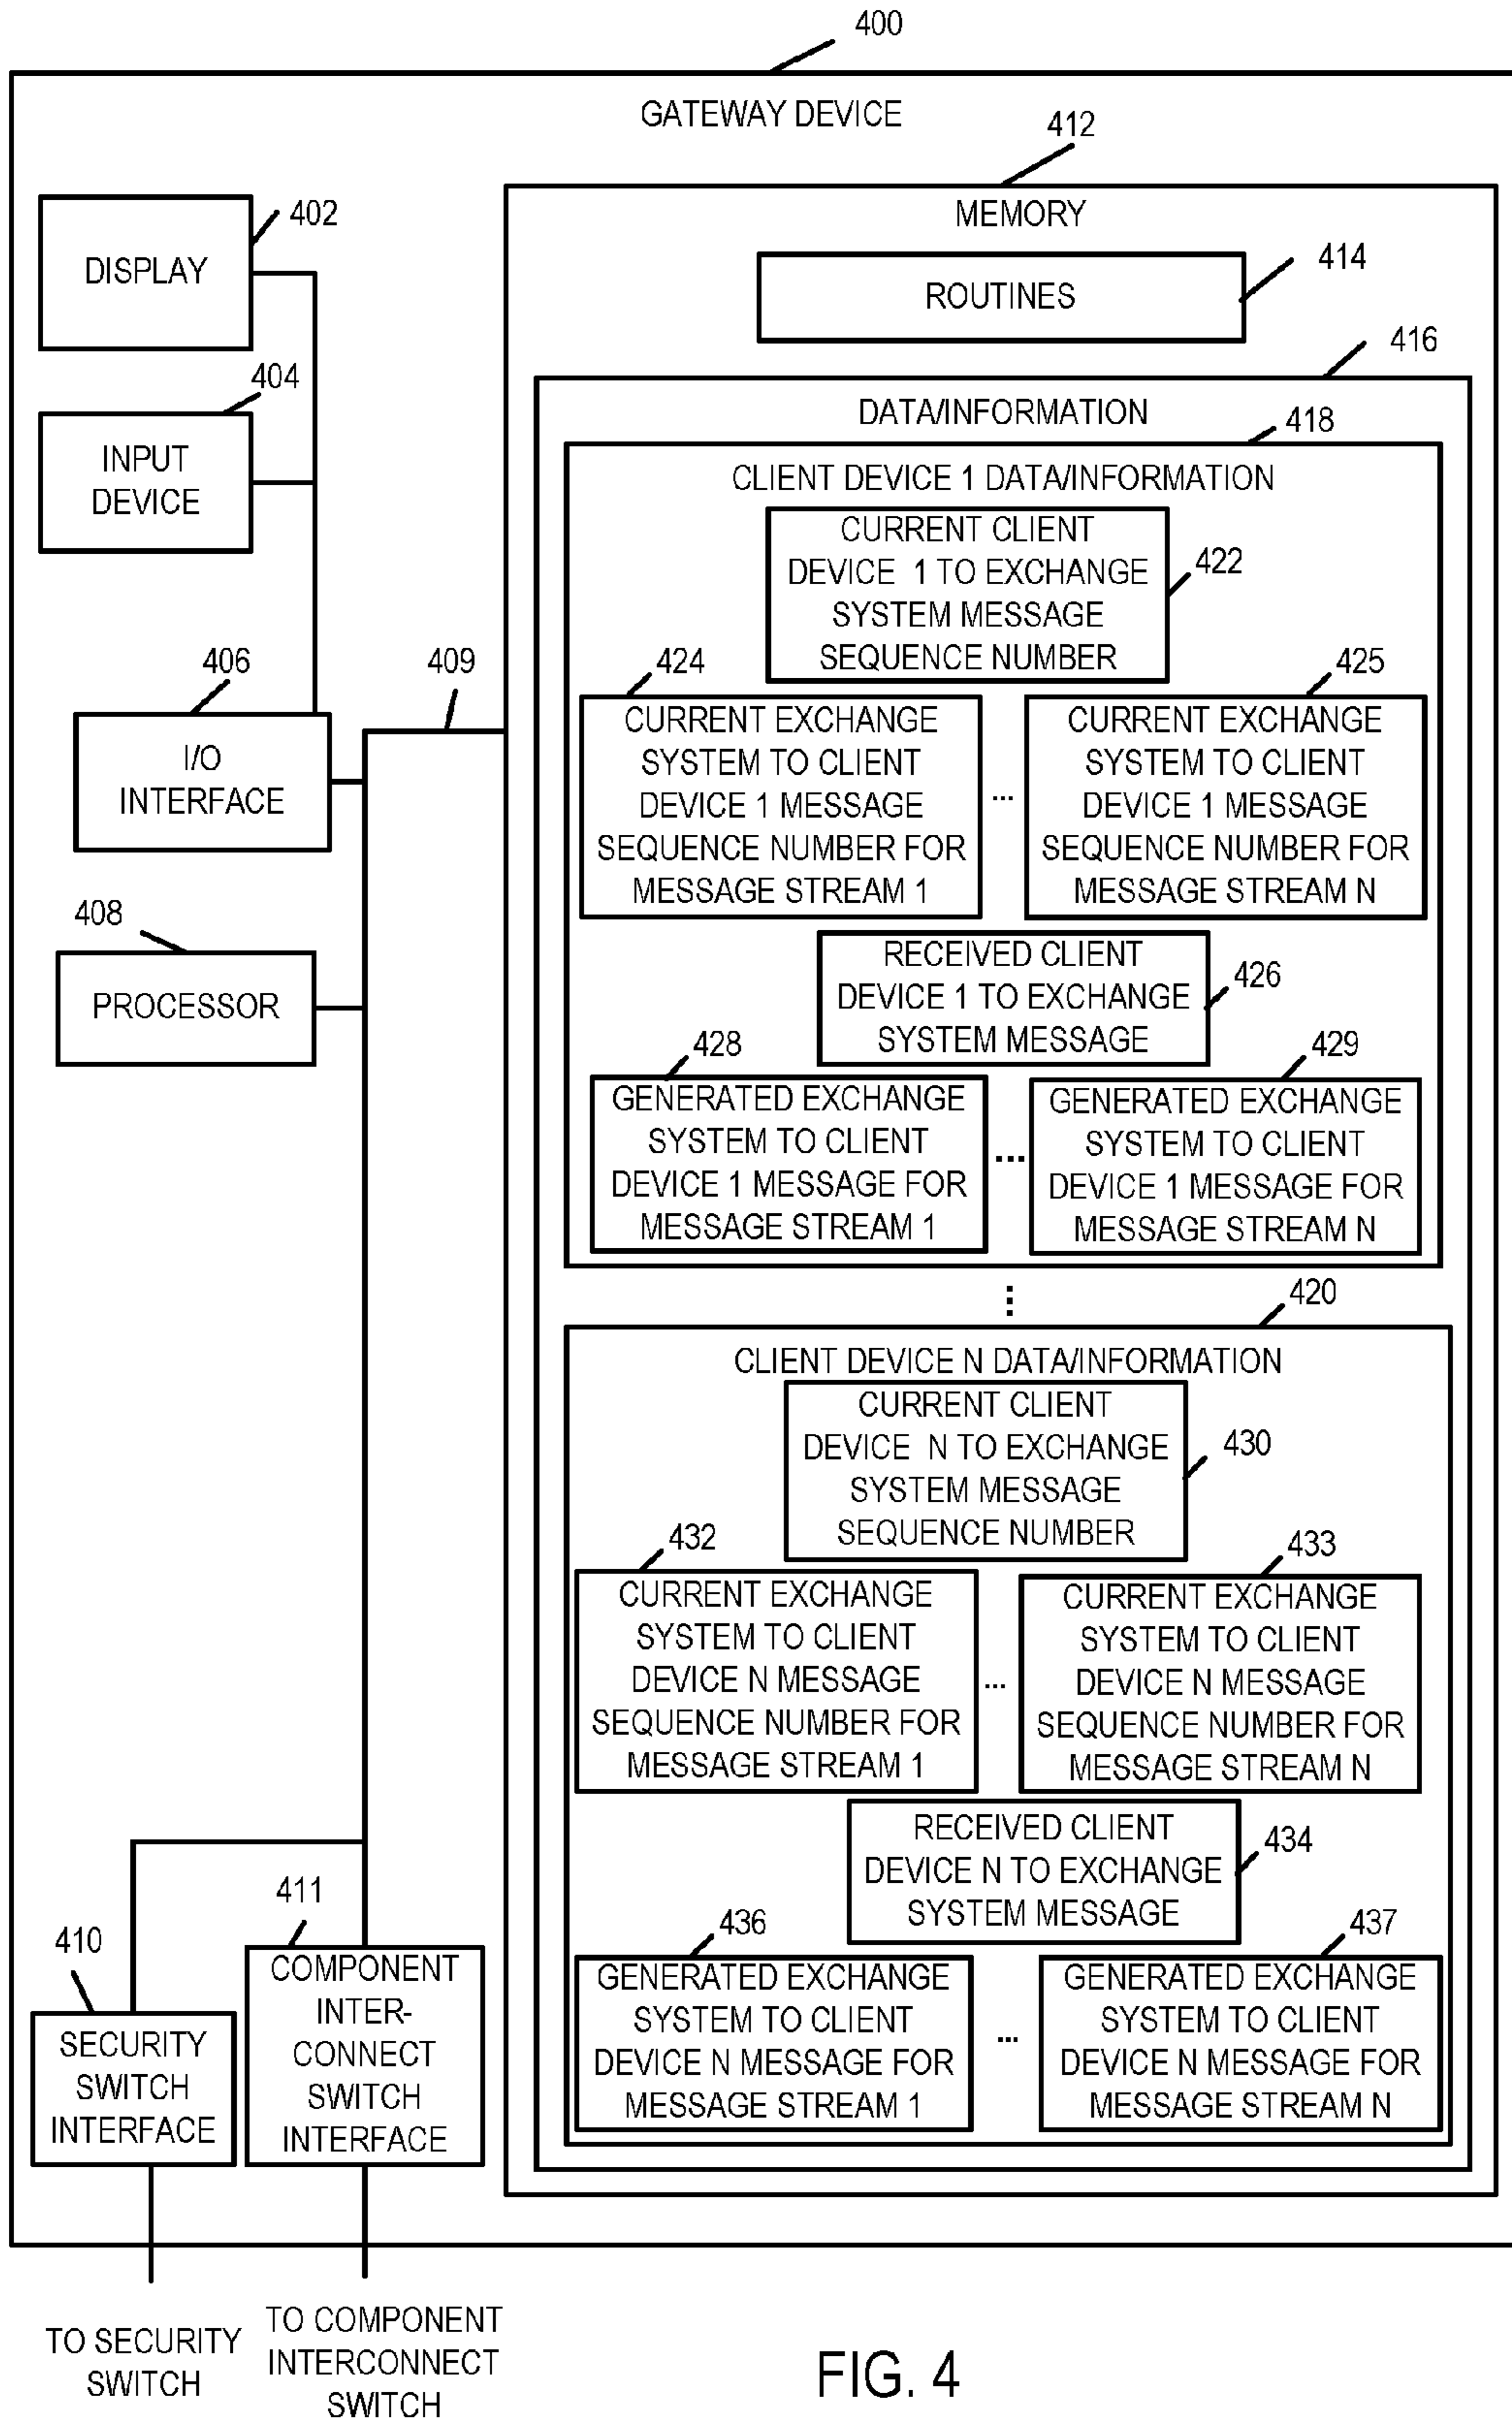 400
GATEWAY DEVICE
412
MEMORY
402
DISPLAY
414
ROUTINES
416
DATA/INFORMATION
404
INPUT
DEVICE
418
CLIENT DEVICE 1 DATA/INFORMATION
CURRENT CLIENT
DEVICE 1 TO EXCHANGE
SYSTEM MESSAGE
SEQUENCE NUMBER
422
406
409
424
425
I/O
INTERFACE
CURRENT EXCHANGE
SYSTEM TO CLIENT
DEVICE 1 MESSAGE
SEQUENCE NUMBER FOR
MESSAGE STREAM 1
...
CURRENT EXCHANGE
SYSTEM TO CLIENT
DEVICE 1 MESSAGE
SEQUENCE NUMBER FOR
MESSAGE STREAM N
408
PROCESSOR
RECEIVED CLIENT
DEVICE 1 TO EXCHANGE
SYSTEM MESSAGE
426
428
429
GENERATED EXCHANGE
SYSTEM TO CLIENT
DEVICE 1 MESSAGE FOR
MESSAGE STREAM 1
...
GENERATED EXCHANGE
SYSTEM TO CLIENT
DEVICE 1 MESSAGE FOR
MESSAGE STREAM N
...
420
CLIENT DEVICE N DATA/INFORMATION
CURRENT CLIENT
DEVICE N TO EXCHANGE
SYSTEM MESSAGE
SEQUENCE NUMBER
430
432
433
CURRENT EXCHANGE
SYSTEM TO CLIENT
DEVICE N MESSAGE
SEQUENCE NUMBER FOR
MESSAGE STREAM 1
...
CURRENT EXCHANGE
SYSTEM TO CLIENT
DEVICE N MESSAGE
SEQUENCE NUMBER FOR
MESSAGE STREAM N
RECEIVED CLIENT
DEVICE N TO EXCHANGE
SYSTEM MESSAGE
434
436
437
GENERATED EXCHANGE
SYSTEM TO CLIENT
DEVICE N MESSAGE FOR
MESSAGE STREAM 1
...
GENERATED EXCHANGE
SYSTEM TO CLIENT
DEVICE N MESSAGE FOR
MESSAGE STREAM N
410
SECURITY
SWITCH
INTERFACE
411
COMPONENT
INTER-
CONNECT
SWITCH
INTERFACE
TO SECURITY
SWITCH
TO COMPONENT
INTERCONNECT
SWITCH
FIG. 4